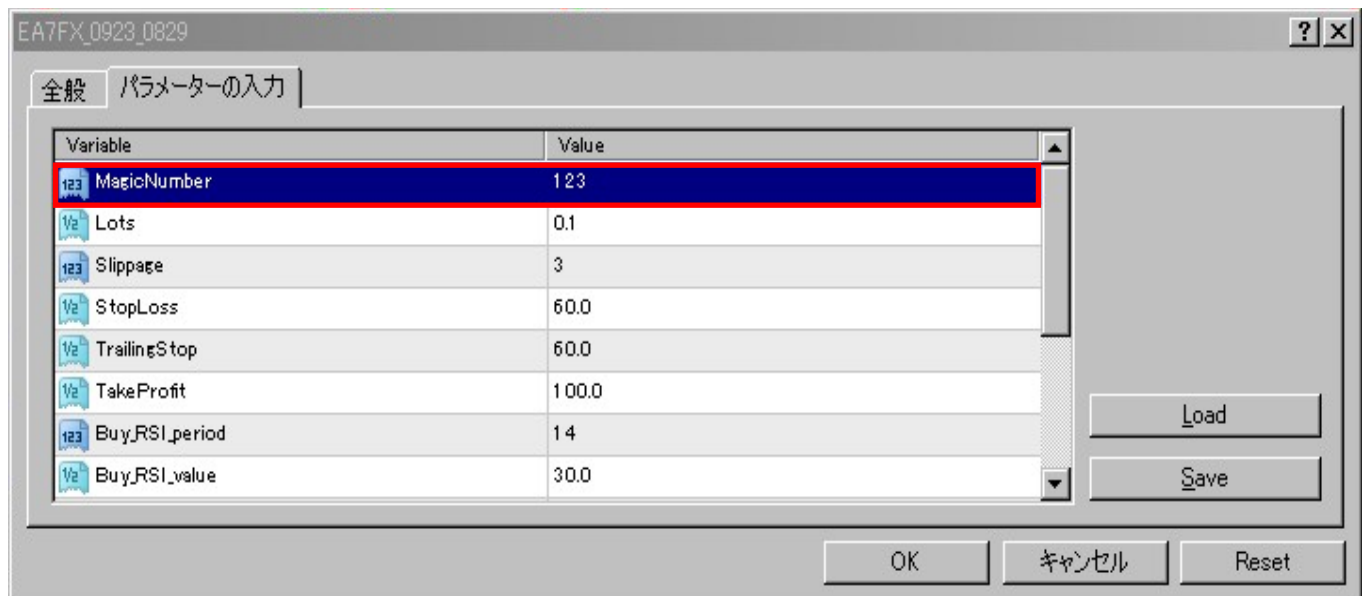 EA7FX_0923_0829
全般 パラメーターの入力
Variable Value
MagicNumber 123
Lots 0.1
Slippage 3
StopLoss 60.0
TrailingStop 60.0
TakeProfit 100.0
Buy_RSI_period 14
Buy_RSI_value 30.0
Load
Save
OK キャンセル Reset